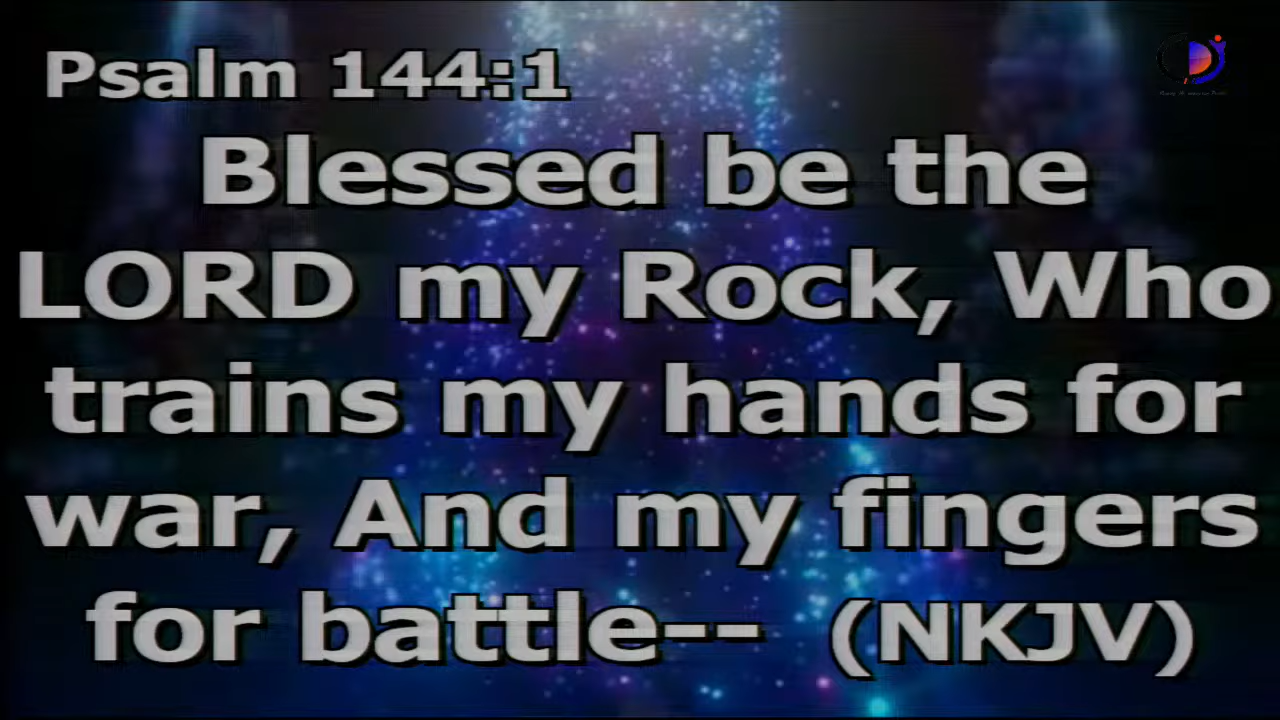 Psalm 144:1
Blessed be the
LORD my Rock, Who
trains my hands for
war, And my fingers
for battle-- (NKJV)